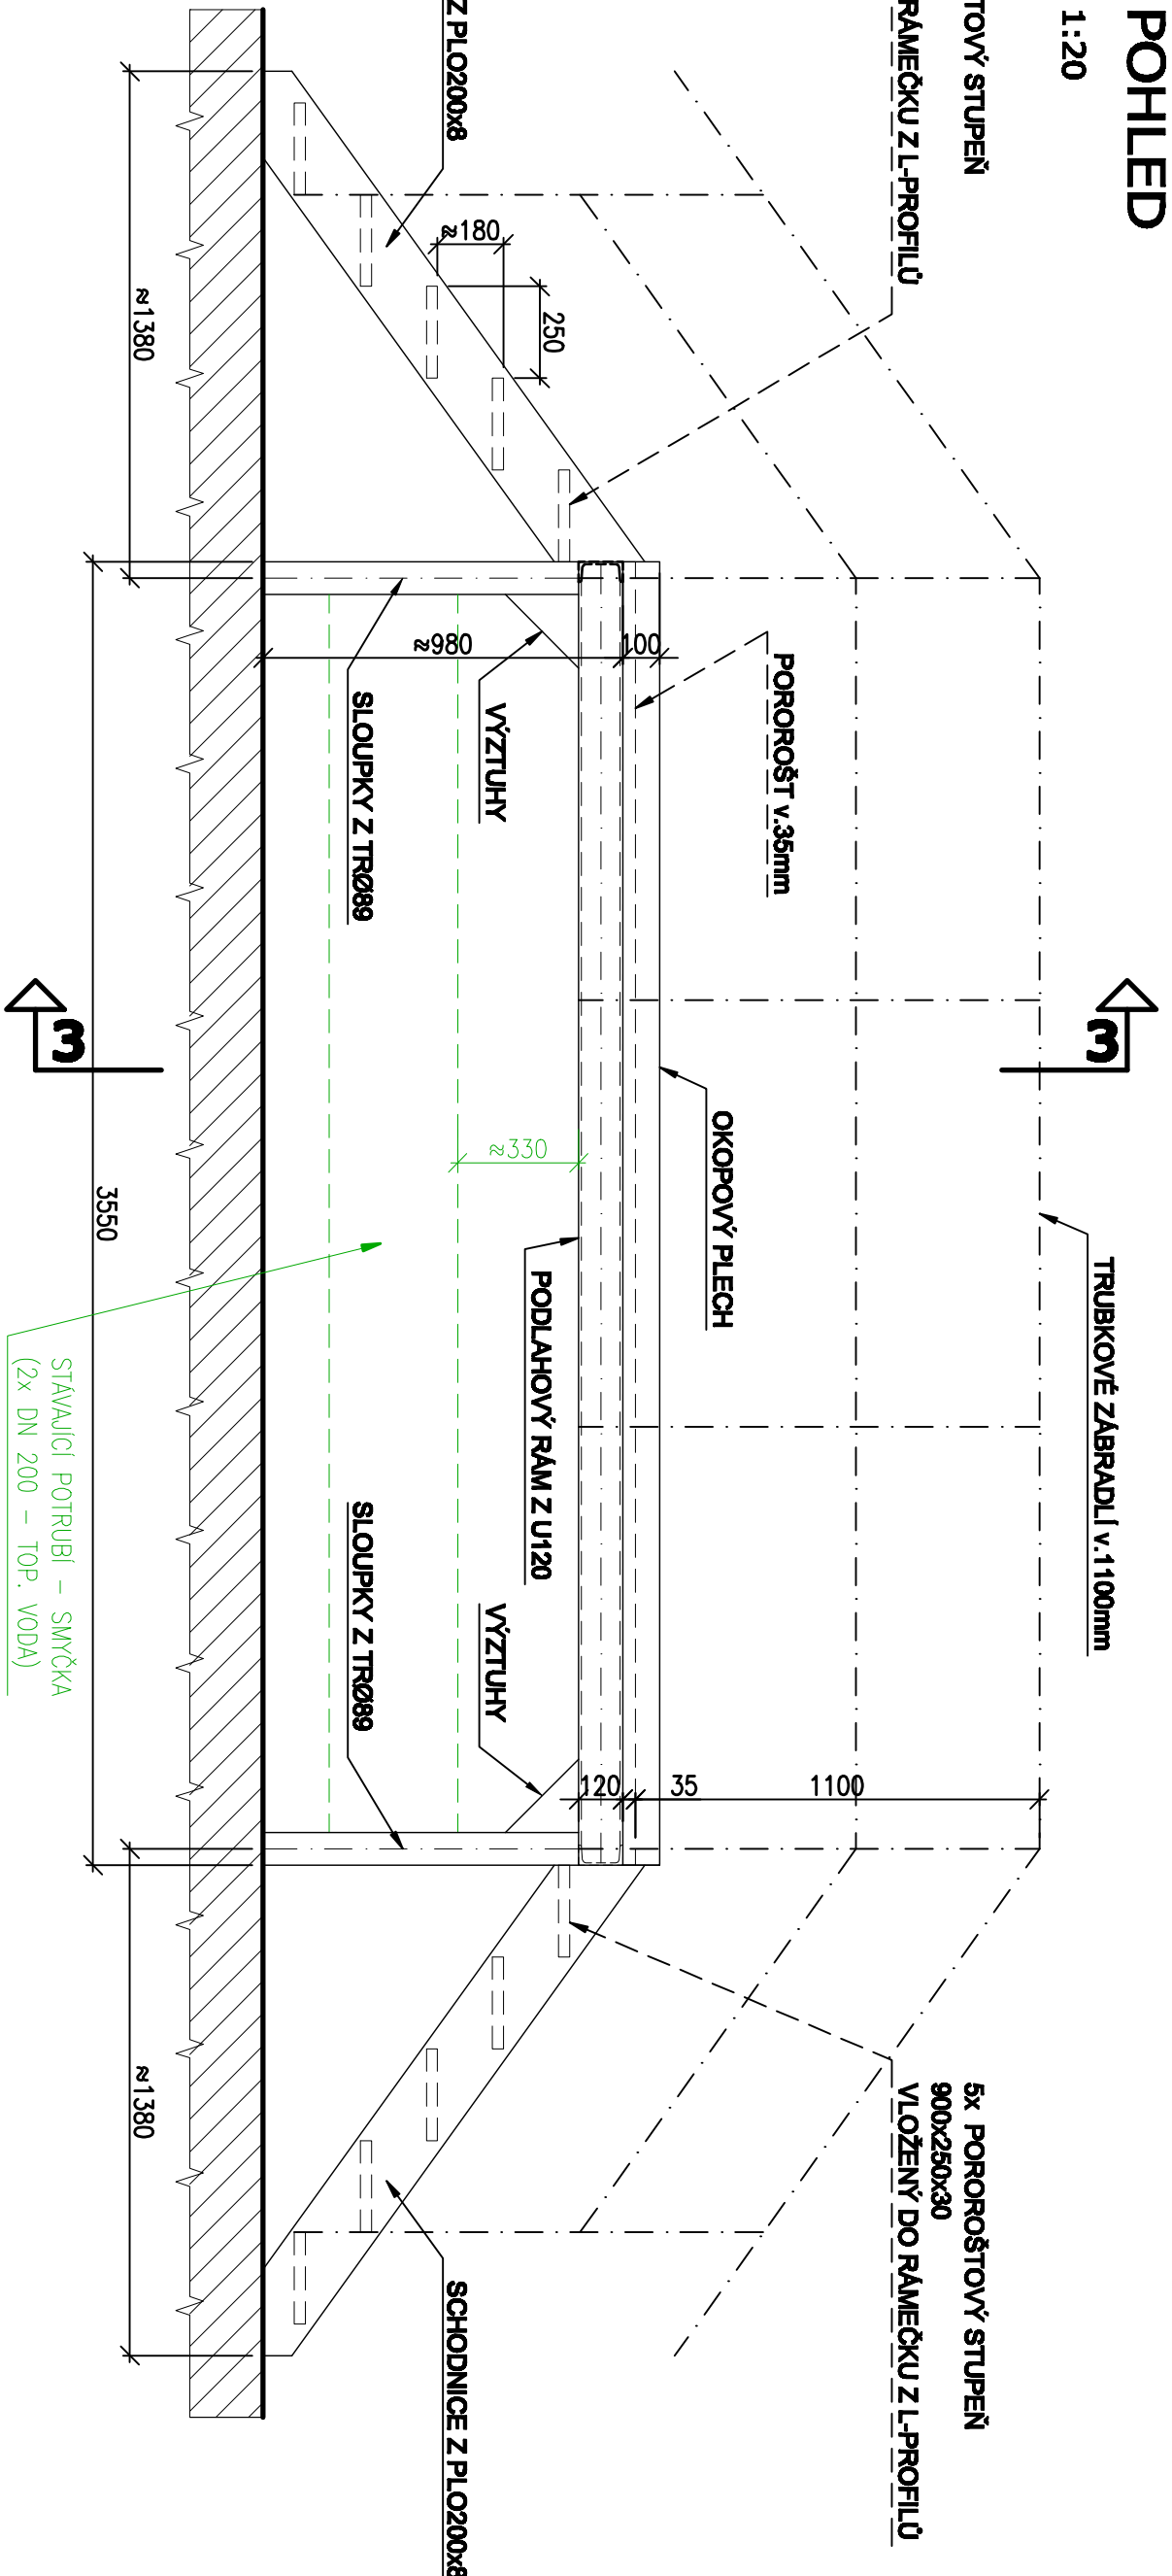 POHLED
1:20
TOVÝ STUPEŇ
RÁMEČKU Z L-PROFILŮ
Z PLO200x8
≈180
250
≈1380
≈980
100
POROROŠT v.35mm
VÝZTUHY
SLOUPKY Z TRØ89
3
3
OKOPOVÝ PLECH
≈330
3550
TRUBKOVÉ ZÁBRADLÍ v.1100mm
PODLAHOVÝ RÁM Z U120
STÁVAJÍCÍ POTRUBÍ - SMYČKA
(2x DN 200 - TOP. VODA)
SLOUPKY Z TRØ89
VÝZTUHY
120
35
1100
≈1380
5x POROROŠTOVÝ STUPEŇ
900x250x30
VLOŽENÝ DO RÁMEČKU Z L-PROFILŮ
SCHODNICE Z PLO200x8